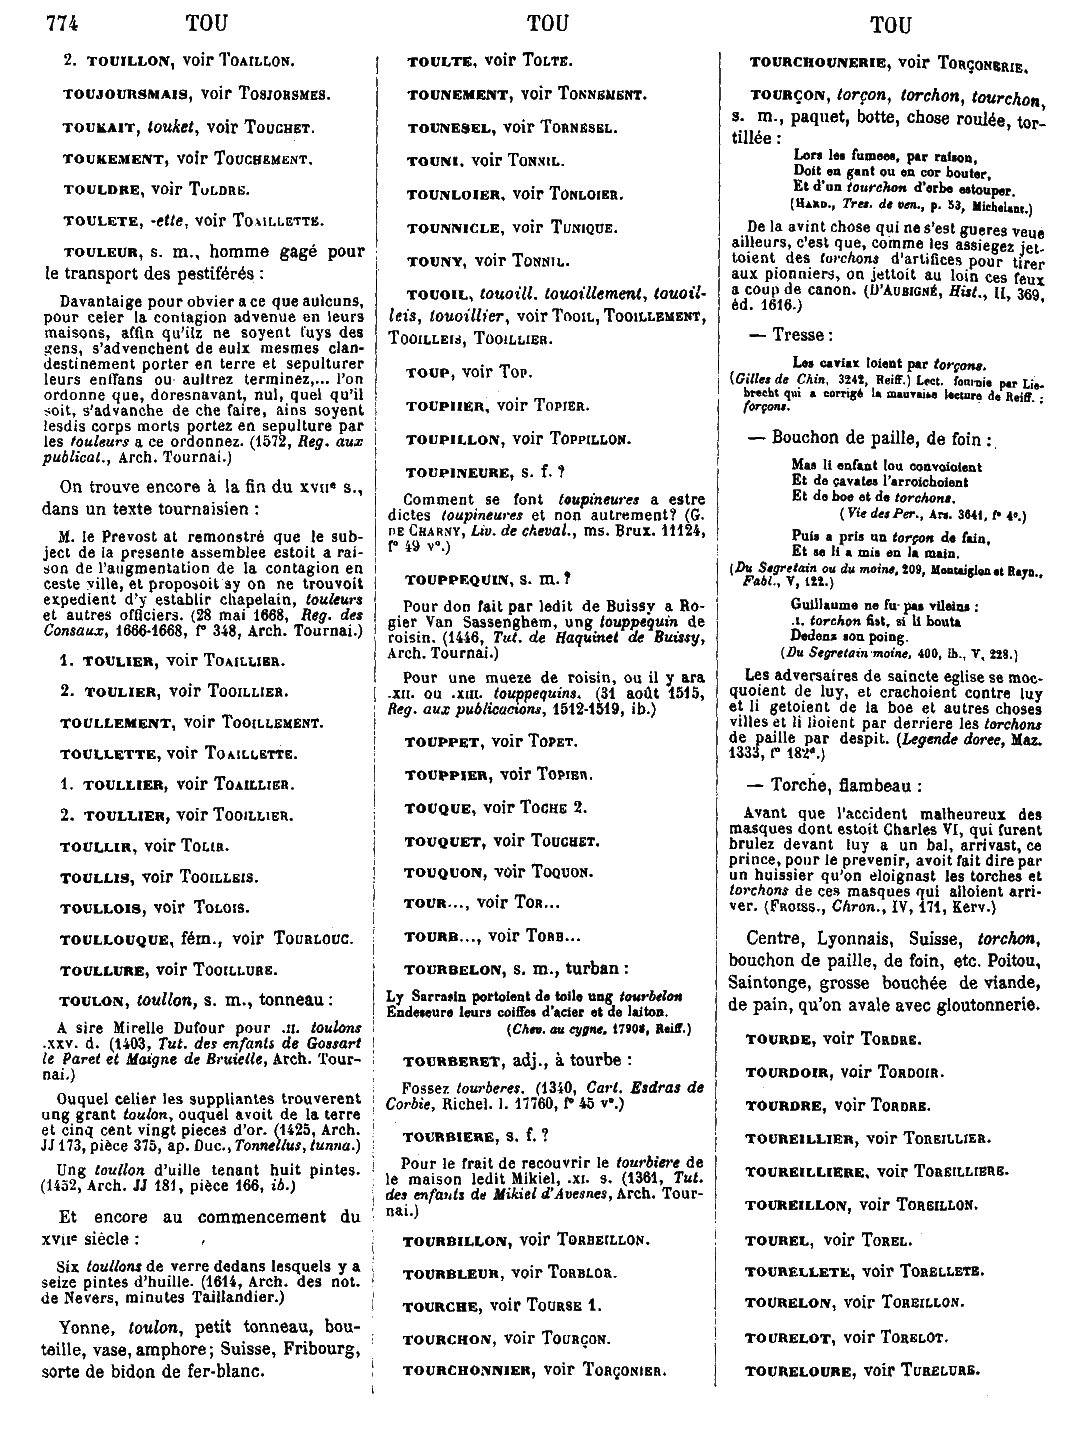 774 TOU TOU TOU
2. TOUILLON, voir TOAILLON.
TOUJOURSMAIS, voir TOSJORSMES.
TOUKAIT, touket, voir TOUCHET.
TOUKEMENT, voir TOUCHEMENT.
TOULDRE, voir TULDRE.
TOULETE, -ette, voir TOAILLETTE.
TOULEUR, s. m., homme gagé pour
le transport des pestiférés :
Davantaige pour obvier a ce que aulcuns,
pour celer la contagion advenue en leurs
maisons, affin qu'ilz ne soyent fuys des
gens, s'advenchent de eulx mesmes clan-
destinement porter en terre et sepulturer
leurs enffans ou aultrez terminez,... l'on
ordonne que, doresnavant, nul, quel qu'il
soit, s'advanche de che faire, ains soyent
lesdis corps morts portez en sepulture par
les touleurs a ce ordonnez. (1572, Reg. aux
publicat., Arch. Tournai.)
On trouve encore à la fin du XVIIe s.,
dans un texte tournaisien :
M. le Prevost at remonstré que le sub-
ject de la presente assemblee estoit a rai-
son de l'augmentation de la contagion en
ceste ville, et proposoit sy on ne trouvoit
expedient d'y establir chapelain, touleurs
et autres officiers. (28 mai 1668, Reg. des
Consaux, 1666-1668, f° 348, Arch. Tournai.)
1. TOULIER, voir TOAILLIER.
2. TOULIER, voir TOOILLIER.
TOULLEMENT, voir TOOILLEMENT.
TOULLETTE, voir TOAILLETTE.
1. TOULLIER, voir TOAILLIER.
2. TOULLIER, voir TOOILLIER.
TOULLIR, voir TOLIR.
TOULLIS, voir TOOILLEIS.
TOULLOIS, voir TOLOIS.
TOULLOUQUE, fém., voir TOURLOUC.
TOULLURE, voir TOOILLURE.
TOULON, toullon, s. m., tonneau :
A sire Mirelle Dufour pour .II. toulons
.XXV. d. (1403, Tut. des enfants de Gossart
le Paret et Maigne de Bruielle, Arch. Tour-
nai.)
Ouquel celier les suppliantes trouverent
ung grant toulon, ouquel avoit de la terre
et cinq cent vingt pieces d'or. (1425, Arch.
JJ 173, pièce 375, ap. Duc., Tonnellus, tunna.)
Ung toullon d'uille tenant huit pintes.
(1452, Arch. JJ 181, pièce 166, ib.)
Et encore au commencement du
XVIIe siècle :
Six toullons de verre dedans lesquels y a
seize pintes d'huille. (1614, Arch. des not.
de Nevers, minutes Taillandier.)
Yonne, toulon, petit tonneau, bou-
teille, vase, amphore; Suisse, Fribourg,
sorte de bidon de fer-blanc.
TOULTE, voir TOLTE.
TOUNEMENT, voir TONNEMENT.
TOUNESEL, voir TORNESEL.
TOUNI, voir TONNIL.
TOUNLOIER, voir TONLOIER.
TOUNNICLE, voir TUNIQUE.
TOUNY, voir TONNIL.
TOUOIL, touoill. touoillement, touoil-
leis, touoillier, voir TOOIL, TOOILLEMENT,
TOOILLEIS, TOOILLIER.
TOUP, voir TOP.
TOUPHER, voir TOPIER.
TOUPILLON, voir TOPPILLON.
TOUPINEURE, s. f. ?
Comment se font toupineures a estre
dictes toupineures et non autrement? (G.
DE CHARNY, Liv. de cheval., ms. Brux. 11124,
f° 49 v°.)
TOUPPEQUIN, s. m. ?
Pour don fait par ledit de Buissy a Ro-
gier Van Sassenghem, ung touppequin de
roisin. (1446, Tut. de Haquinet de Buissy,
Arch. Tournai.)
Pour une mueze de roisin, ou il y ara
.XII. ou .XIII. touppequins. (31 août 1515,
Reg. aux publicacions, 1512-1519, ib.)
TOUPPET, voir TOPET.
TOUPPIER, voir TOPIER.
TOUQUE, voir TOCHE 2.
TOUQUET, voir TOUCHET.
TOUQUON, voir TOQUON.
TOUR..., voir TOR...
TOURB..., voir TORB...
TOURBELON, s. m., turban :
Ly Sarrasin portoient de toile ung tourbelon
Endeseure leurs coiffes d'acier et de laiton.
(Chev. au cygne, 17908, Reiff.)
TOURBERET, adj., à tourbe :
Fossez tourberes. (1340, Cart. Esdras de
Corbie, Richel. l. 17760, f° 45 v°.)
TOURBIERE, s. f. ?
Pour le frait de recouvrir le tourbiere de
le maison ledit Mikiel, .XI. s. (1361, Tut.
des enfants de Mikiel d'Avesnes, Arch. Tour-
nai.)
TOURBILLON, voir TORBEILLON.
TOURBLEUR, voir TORBLOR.
TOURCHE, voir TOURSE 1.
TOURCHON, voir TOURÇON.
TOURCHONNIER, voir TORÇONIER.
TOURCHOUNERIE, voir TORÇONERIE.
TOURÇON, torçon, torchon, tourchon,
s. m., paquet, botte, chose roulée, tor-
tillée :
Lors les fumees, par raison,
Doit en gant ou en cor bouter,
Et d'un tourchon d'erbe estouper.
(HARD., Tres. de ven., p. 53, Michelant.)
De la avint chose qui ne s'est gueres veue
ailleurs, c'est que, comme les assiegez jet-
toient des torchons d'artifices pour tirer
aux pionniers, on jettoit au loin ces feux
a coup de canon. (D'AUBIGNÉ, Hist., II, 369,
éd. 1616.)
— Tresse :
Les caviax loient par torçons.
(Gilles de Chin, 3242, Reiff.) Lect. fournie par Lie-
brecht qui a corrigé la mauvaise lecture de Reiff. :
forçons.
— Bouchon de paille, de foin :
Mas li enfant lou convoioient
Et de çavates l'arroichoient
Et de boe et de torchons.
(Vie des Per., Ars. 3641, f° 4°.)
Puis a pris un torçon de fain,
Et se li a mis en la main.
(Du Segretain ou du moine, 209, Montaiglon et Rayn.,
Fabl., V, 122.)
Guillaume ne fu pas vileins :
.I. torchon fist, si li bouta
Dedenz son poing.
(Du Segretain moine, 400, ib., V, 228.)
Les adversaires de saincte eglise se moc-
quoient de luy, et crachoient contre luy
et li getoient de la boe et autres choses
villes et li lioient par derriere les torchons
de paille par despit. (Legende doree, Maz.
1333, f° 182ª.)
— Torche, flambeau :
Avant que l'accident malheureux des
masques dont estoit Charles VI, qui furent
brulez devant luy a un bal, arrivast, ce
prince, pour le prevenir, avoit fait dire par
un huissier qu'on eloignast les torches et
torchons de ces masques qui alloient arri-
ver. (FROISS., Chron., IV, 171, Kerv.)
Centre, Lyonnais, Suisse, torchon,
bouchon de paille, de foin, etc. Poitou,
Saintonge, grosse bouchée de viande,
de pain, qu'on avale avec gloutonnerie.
TOURDE, voir TORDRE.
TOURDOIR, voir TORDOIR.
TOURDRE, voir TORDRE.
TOUREILLIER, voir TOREILLIER.
TOUREILLIERE, voir TOREILLIERE.
TOUREILLON, voir TOREILLON.
TOUREL, voir TOREL.
TOURELLETE, voir TORELLETE.
TOURELON, voir TOREILLON.
TOURELOT, voir TORELOT.
TOURELOURE, voir TURELURE.